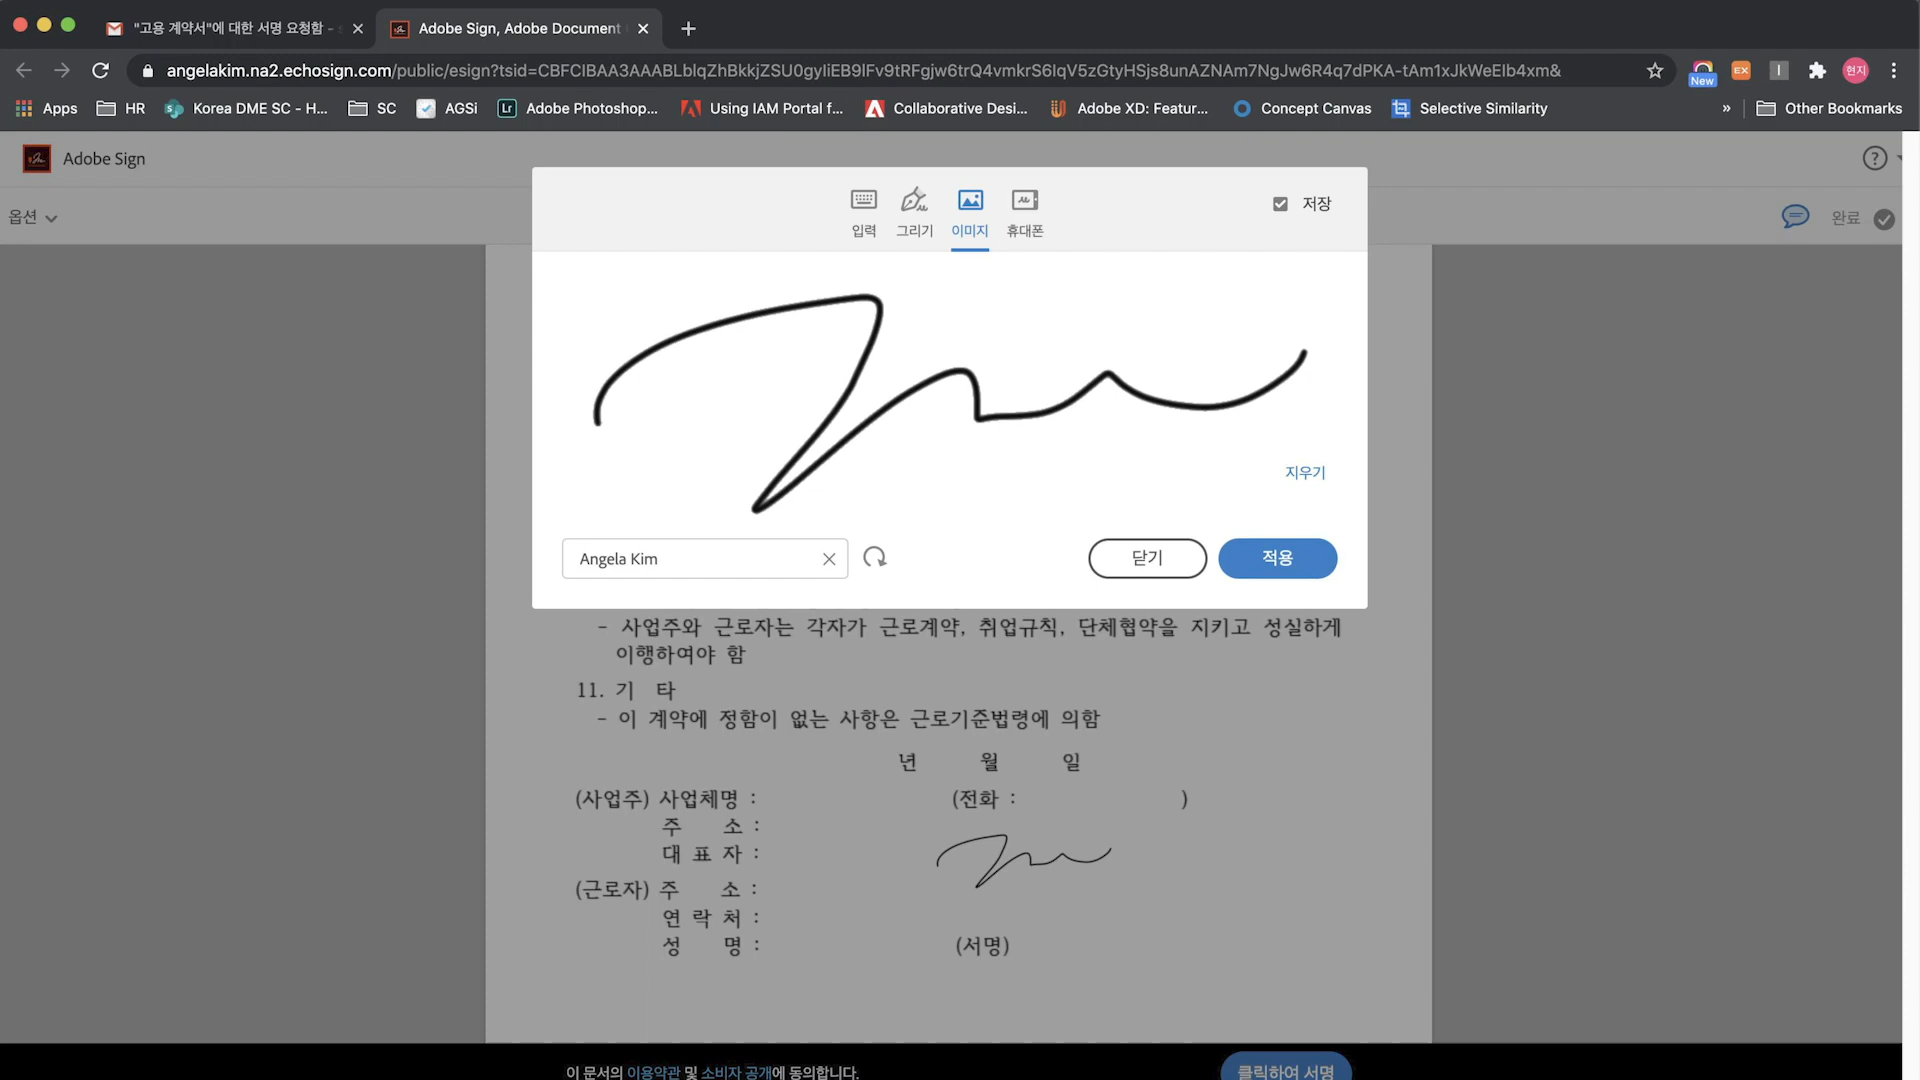 "고용 계약서"에 대한 서명 요청함 -
Adobe Sign, Adobe Document
angelakim.na2.echosign.com/public/esign?tsid=CBFCIBAA3AAABLblqZhBkkjZSU0gyIiEB9IFv9tRFgjw6trQ4vmkrS6IqV5zGtyHSjs8unAZNAm7NgJw6R4q7dPKA-tAm1xJkWeEIb4xm&
New
EX
현지
Apps HR Korea DME SC - H... SC AGSi Lr Adobe Photoshop... Using IAM Portal f... Collaborative Desi... Adobe XD: Featur... Concept Canvas Selective Similarity » Other Bookmarks
Adobe Sign
옵션
완료
입력 그리기 이미지 휴대폰
저장
지우기
Angela Kim
닫기
적용
- 사업주와 근로자는 각자가 근로계약, 취업규칙, 단체협약을 지키고 성실하게
이행하여야 함
11. 기 타
- 이 계약에 정함이 없는 사항은 근로기준법령에 의함
년 월 일
(사업주) 사업체명 : (전화 : )
주 소 :
대 표 자 :
(근로자) 주 소 :
연 락 처 :
성 명 : (서명)
이 문서의 이용약관 및 소비자 공개에 동의합니다.
클릭하여 서명